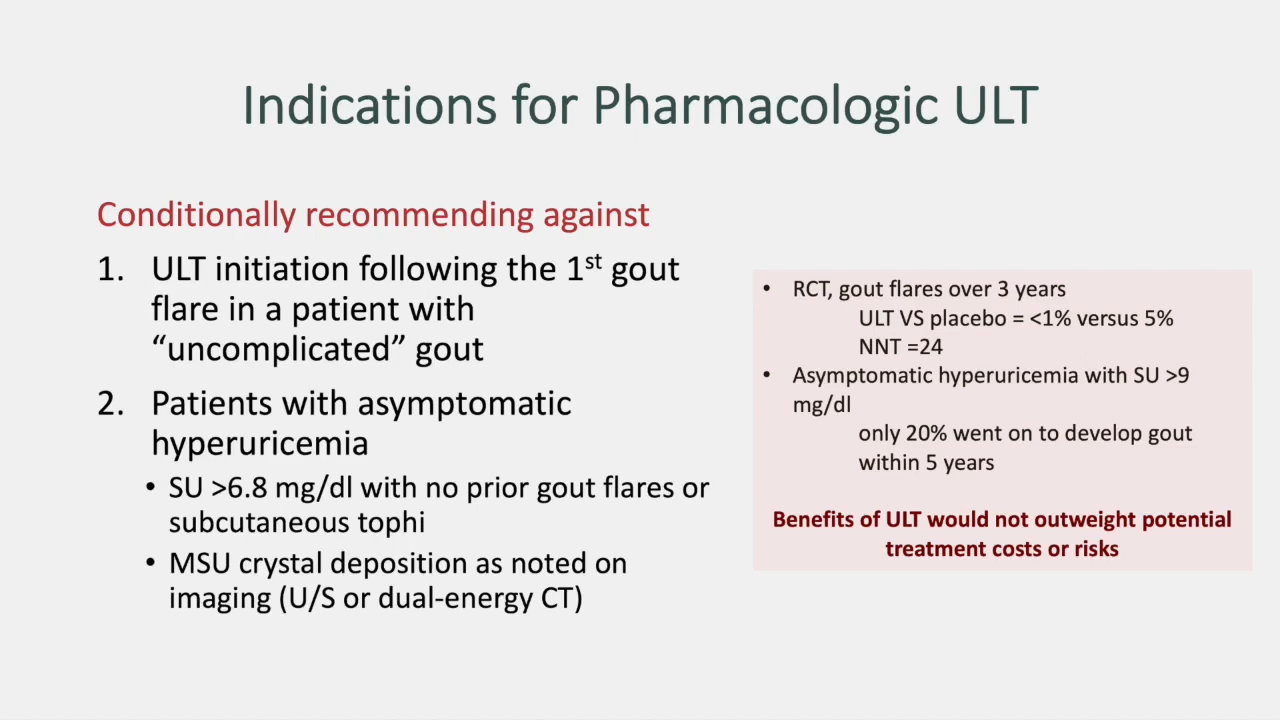 Indications for Pharmacologic ULT
Conditionally recommending against
1. ULT initiation following the 1st gout
flare in a patient with
“uncomplicated” gout
2. Patients with asymptomatic
hyperuricemia
• SU >6.8 mg/dl with no prior gout flares or
subcutaneous tophi
• MSU crystal deposition as noted on
imaging (U/S or dual-energy CT)
• RCT, gout flares over 3 years
ULT VS placebo = <1% versus 5%
NNT =24
• Asymptomatic hyperuricemia with SU >9
mg/dl
only 20% went on to develop gout
within 5 years
Benefits of ULT would not outweight potential
treatment costs or risks